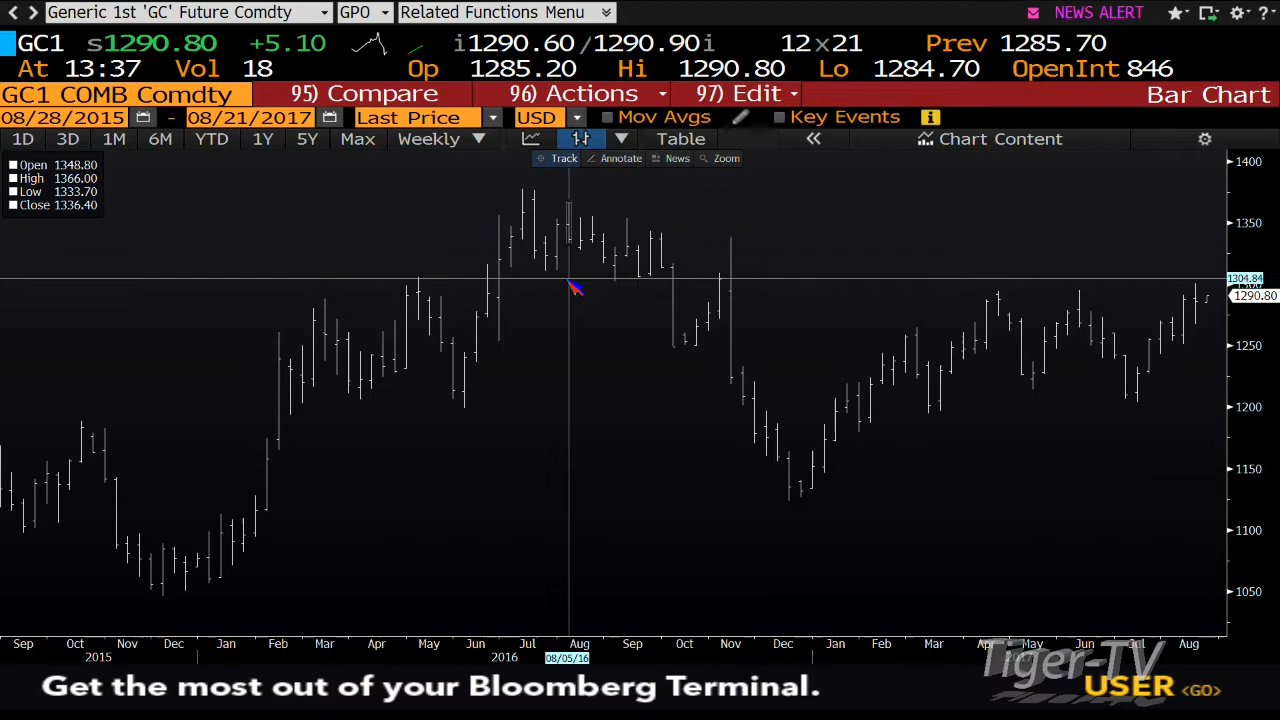 Generic 1st 'GC' Future Comdty GPO Related Functions Menu NEWS ALERT ?
GC1 s1290.80 +5.10 i1290.60/1290.90i 12x21 Prev 1285.70
At 13:37 Vol 18 Op 1285.20 Hi 1290.80 Lo 1284.70 OpenInt 846
GC1 COMB Comdty 95) Compare 96) Actions 97) Edit Bar Chart
08/28/2015 - 08/21/2017 Last Price USD Mov Avgs Key Events
1D 3D 1M 6M YTD 1Y 5Y Max Weekly Table Chart Content
Track Annotate News Zoom
Open 1348.80
High 1366.00
Low 1333.70
Close 1336.40
1400
1350
1304.84
1290.80
1250
1200
1150
1100
1050
Sep Oct Nov Dec Jan Feb Mar Apr May Jun Jul Aug Sep Oct Nov Dec Jan Feb Mar Apr May Jun Jul Aug
2015 2016 08/05/16
Tiger-TV
Get the most out of your Bloomberg Terminal. USER <GO>